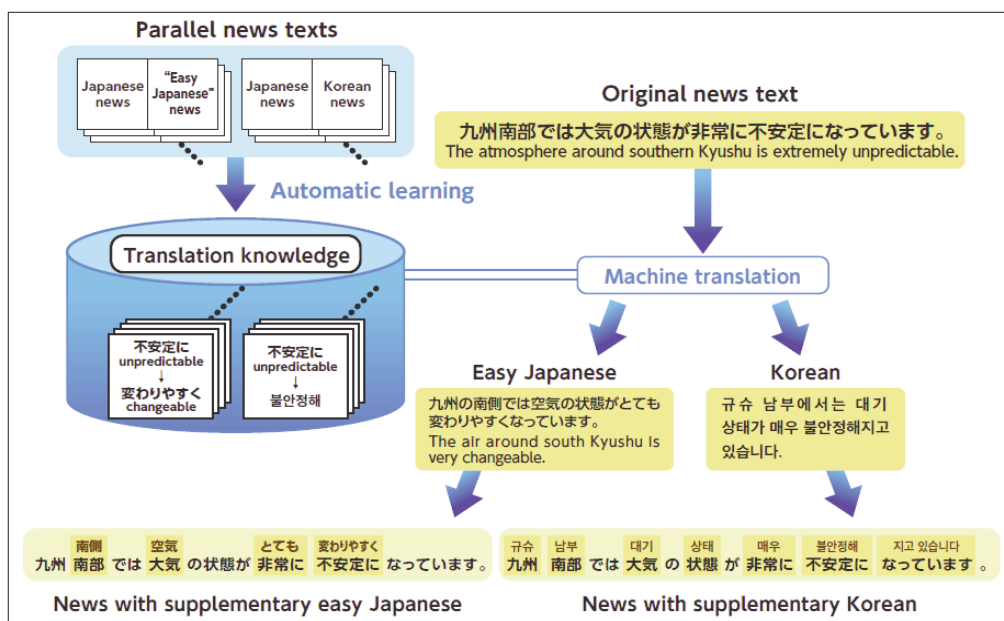 Parallel news texts
Japanese
news
“Easy
Japanese”
news
Japanese
news
Korean
news
Original news text
九州南部では大気の状態が非常に不安定になっています。
The atmosphere around southern Kyushu is extremely unpredictable.
Automatic learning
Translation knowledge
Machine translation
不安定に
unpredictable
↓
変わりやすく
changeable
不安定に
unpredictable
↓
불안정해
Easy Japanese
九州の南側では空気の状態がとても
変わりやすくなっています。
The air around south Kyushu is
very changeable.
Korean
규슈 남부에서는 대기
상태가 매우 불안정해지고
있습니다.
南側 空気 とても 変わりやすく
九州 南部 では 大気 の状態が 非常に 不安定に なっています。
News with supplementary easy Japanese
규슈 남부 대기 상태 매우 불안정해 지고 있습니다
九州 南部 では 大気 の 状態 が 非常に 不安定に なっています 。
News with supplementary Korean